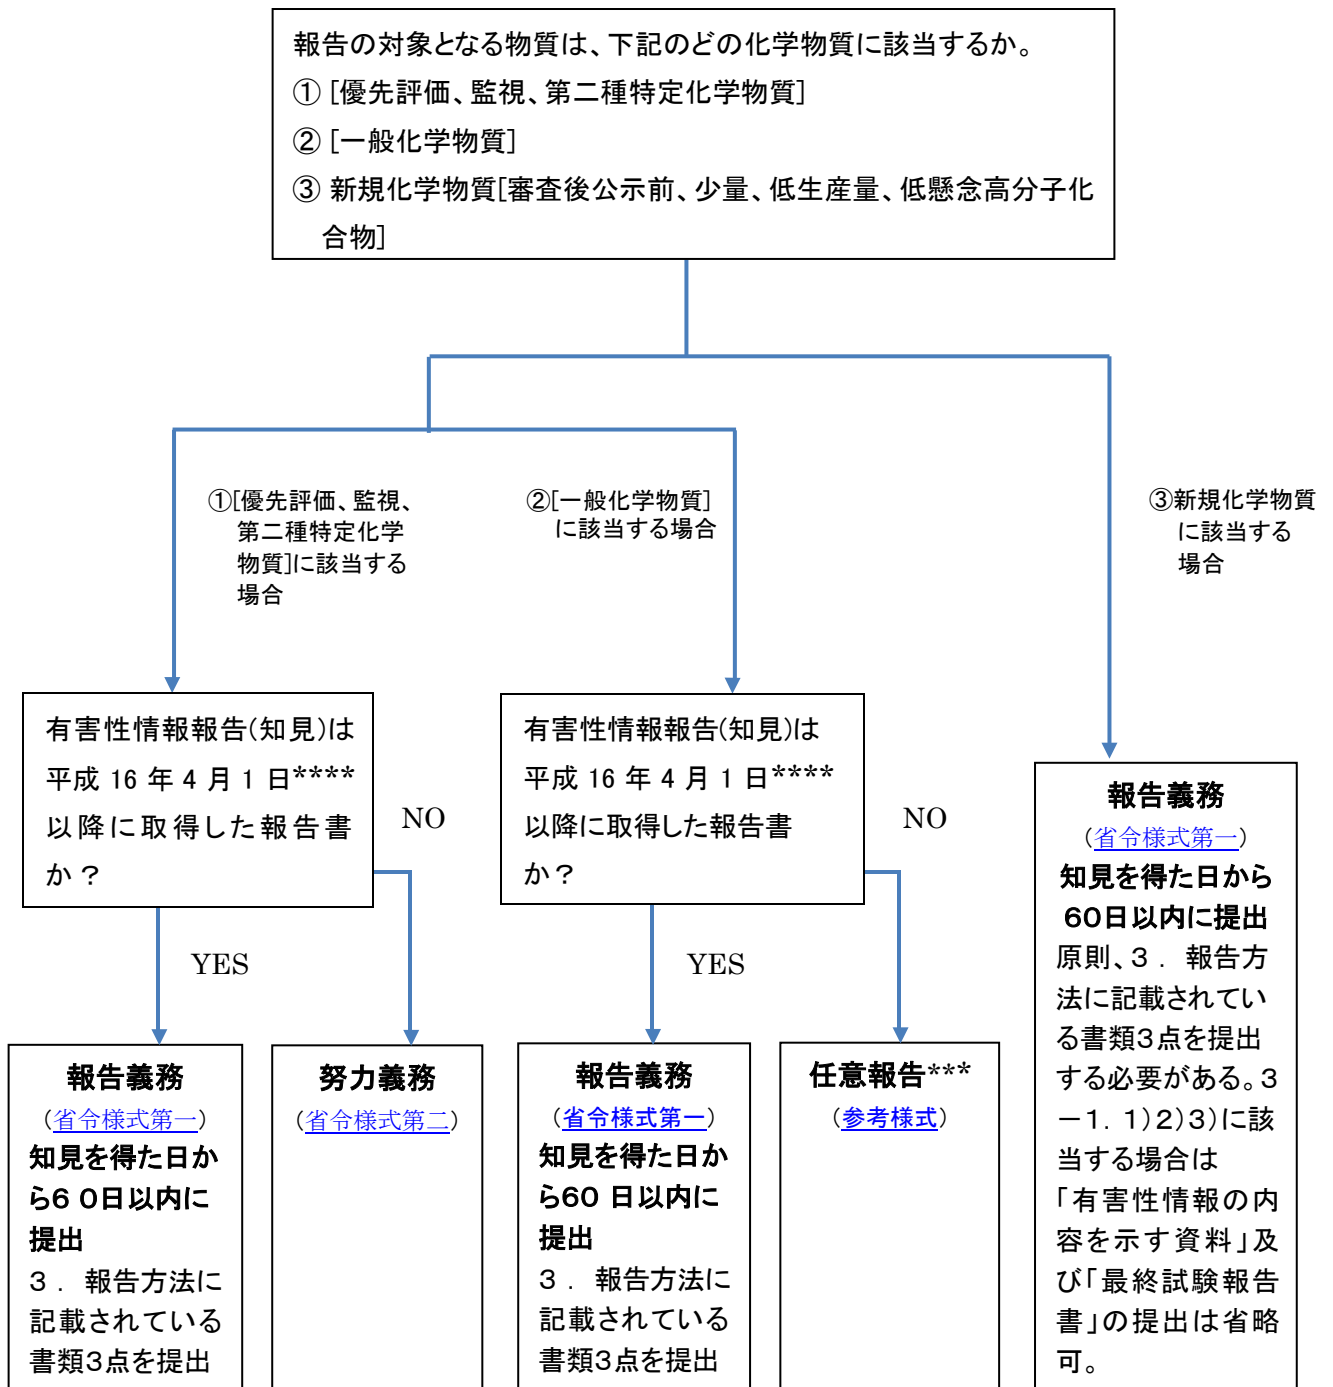 報告の対象となる物質は、下記のどの化学物質に該当するか。
① [優先評価、監視、第二種特定化学物質]
② [一般化学物質]
③ 新規化学物質[審査後公示前、少量、低生産量、低懸念高分子化
合物]
①[優先評価、監視、
第二種特定化学
物質]に該当する
場合
②[一般化学物質]
に該当する場合
③新規化学物質
に該当する
場合
有害性情報報告(知見)は
平成 16 年 4 月 1 日****
以降に取得した報告書
か？
NO
YES
有害性情報報告(知見)は
平成 16 年 4 月 1 日****
以降に取得した報告書
か？
NO
YES
報告義務
（省令様式第一）
知見を得た日か
ら６０日以内に
提出
３．報告方法に
記載されている
書類３点を提出
努力義務
（省令様式第二）
報告義務
（省令様式第一）
知見を得た日か
ら60 日以内に
提出
３．報告方法に
記載されている
書類３点を提出
任意報告***
（参考様式）
報告義務
（省令様式第一）
知見を得た日から
６０日以内に提出
原則、３．報告方
法に記載されてい
る書類３点を提出
する必要がある。３
－１．１）２）３）に該
当する場合は
「有害性情報の内
容を示す資料」及
び「最終試験報告
書」の提出は省略
可。